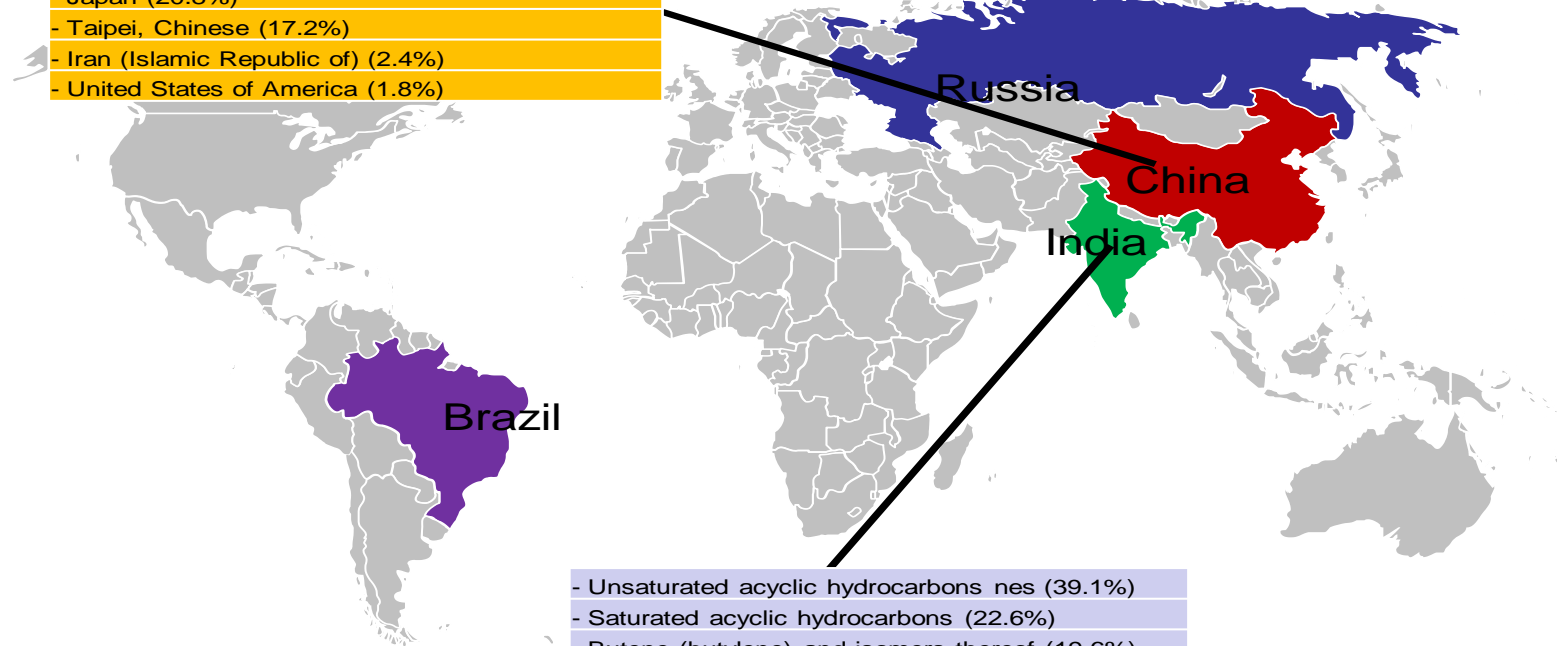 - Taipei, Chinese (17.2%)
- Iran (Islamic Republic of) (2.4%)
- United States of America (1.8%)
Russia
China
India
Brazil
- Unsaturated acyclic hydrocarbons nes (39.1%)
- Saturated acyclic hydrocarbons (22.6%)